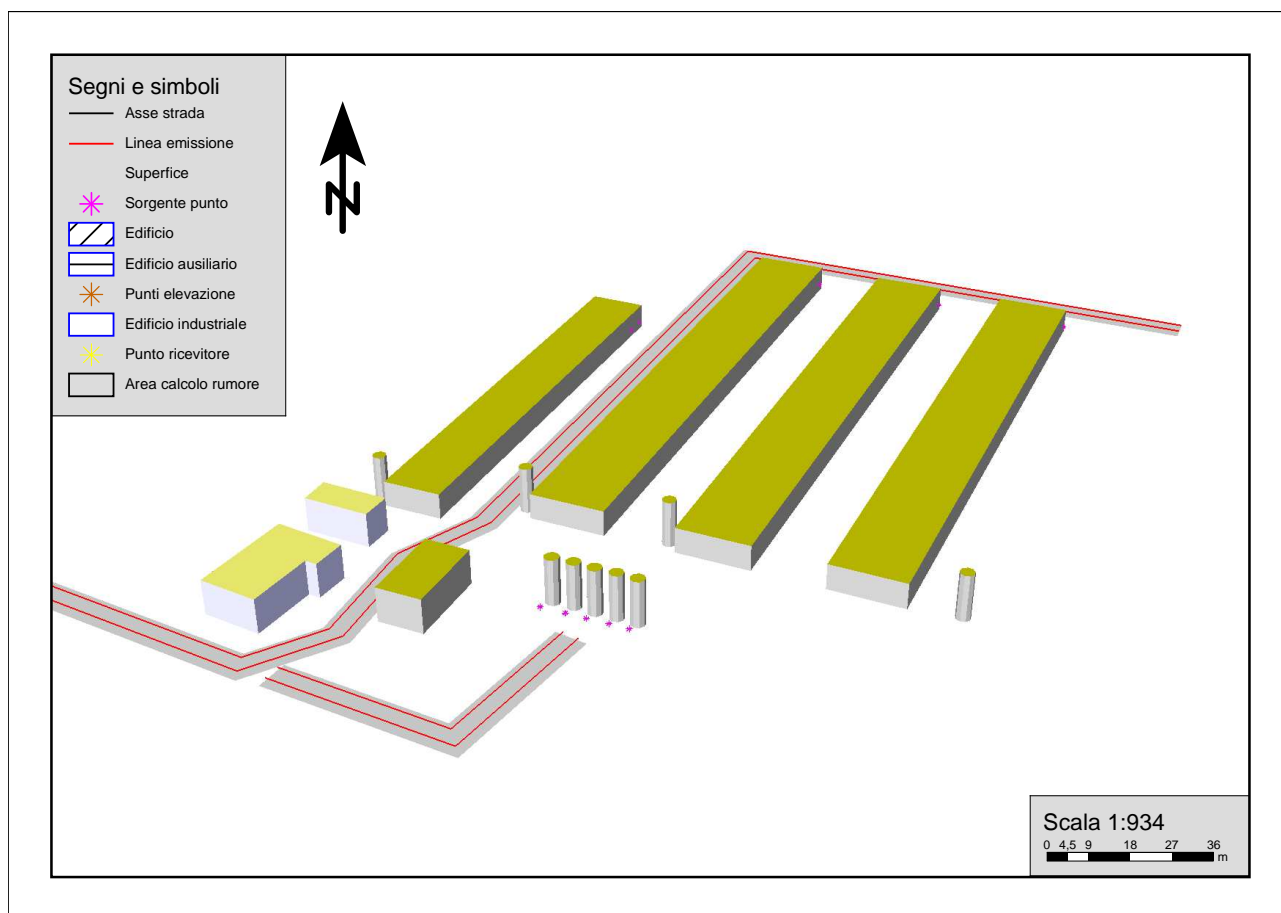 Segni e simboli
Asse strada
Linea emissione
Superfice
Sorgente punto
Edificio
Edificio ausiliario
Punti elevazione
Edificio industriale
Punto ricevitore
Area calcolo rumore
N
Scala 1:934
0 4,5 9 18 27 36
m